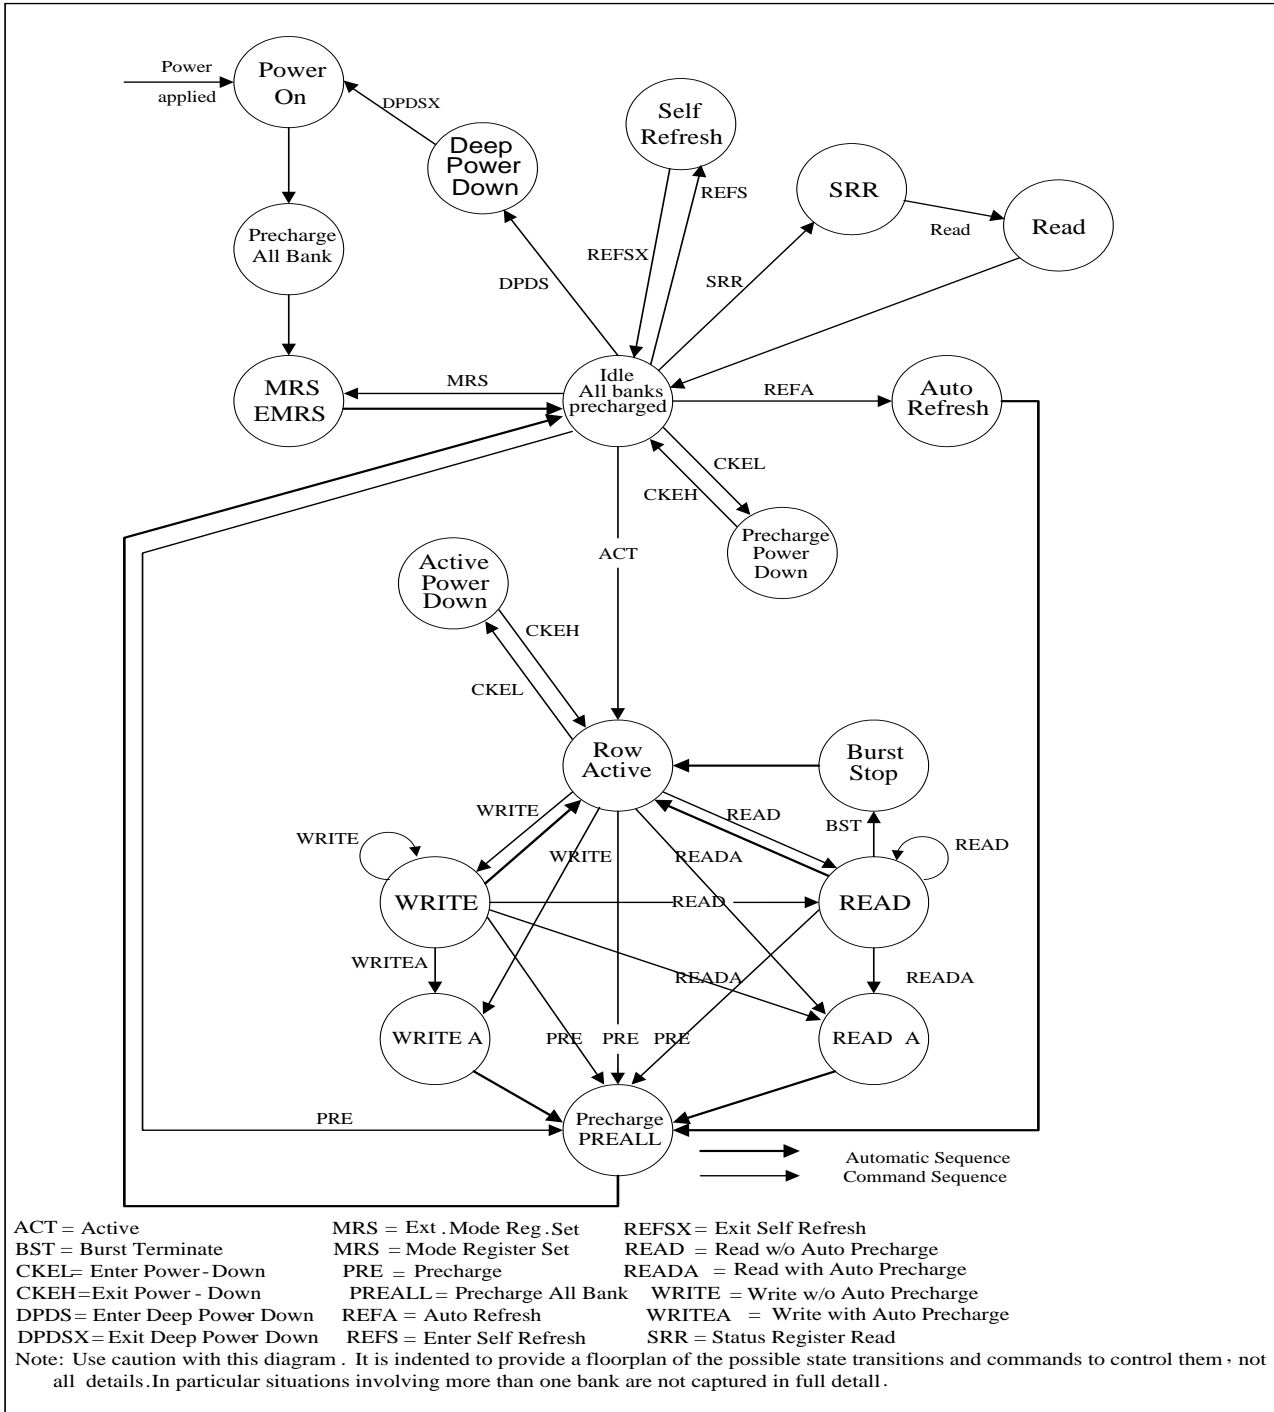 Power
applied
Power
On
DPDSX
Deep
Power
Down
Self
Refresh
REFS
REFSX
SRR
Read
Read
Precharge
All Bank
DPDS
SRR
MRS
EMRS
MRS
Idle
All banks
precharged
REFA
Auto
Refresh
CKEL
CKEH
Precharge
Power
Down
ACT
Active
Power
Down
CKEH
CKEL
Row
Active
Burst
Stop
WRITE
READ
BST
WRITE
WRITE
READA
READ
WRITE
READ
READ
WRITEA
READA
READA
WRITE A
PRE
PRE
PRE
READ A
PRE
Precharge
PREALL
Automatic Sequence
Command Sequence
ACT = Active MRS = Ext . Mode Reg . Set REFSX = Exit Self Refresh
BST = Burst Terminate MRS = Mode Register Set READ = Read w/o Auto Precharge
CKEL= Enter Power - Down PRE = Precharge READA = Read with Auto Precharge
CKEH=Exit Power - Down PREALL = Precharge All Bank WRITE = Write w/o Auto Precharge
DPDS = Enter Deep Power Down REFA = Auto Refresh WRITEA = Write with Auto Precharge
DPDSX = Exit Deep Power Down REFS = Enter Self Refresh SRR = Status Register Read
Note: Use caution with this diagram . It is indented to provide a floorplan of the possible state transitions and commands to control them , not
all details.In particular situations involving more than one bank are not captured in full detall .